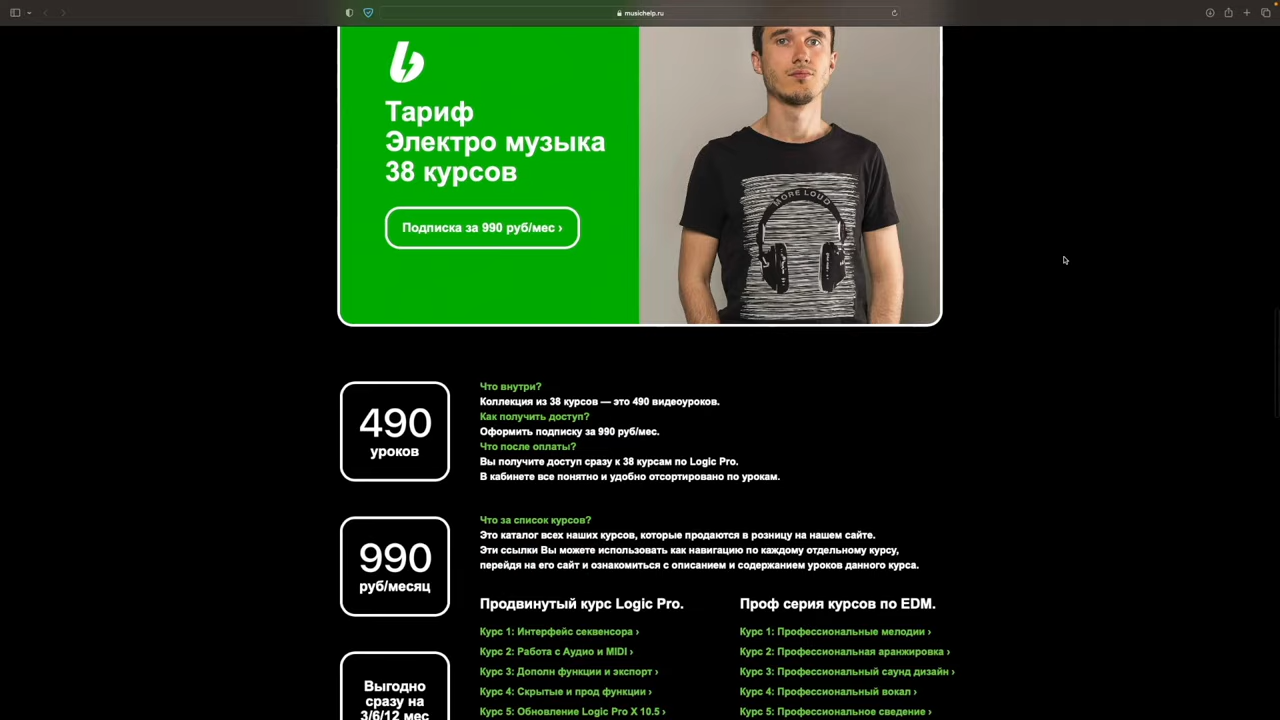 musichelp.ru
Тариф
Электро музыка
38 курсов
Подписка за 990 руб/мес ›
MORE LOUD
490
уроков
Что внутри?
Коллекция из 38 курсов — это 490 видеоуроков.
Как получить доступ?
Оформить подписку за 990 руб/мес.
Что после оплаты?
Вы получите доступ сразу к 38 курсам по Logic Pro.
В кабинете все понятно и удобно отсортировано по урокам.
990
руб/месяц
Что за список курсов?
Это каталог всех наших курсов, которые продаются в розницу на нашем сайте.
Эти ссылки Вы можете использовать как навигацию по каждому отдельному курсу,
перейдя на его сайт и ознакомиться с описанием и содержанием уроков данного курса.
Выгодно
сразу на
3/6/12 мес
Продвинутый курс Logic Pro.
Курс 1: Интерфейс секвенсора ›
Курс 2: Работа с Аудио и MIDI ›
Курс 3: Дополн функции и экспорт ›
Курс 4: Скрытые и прод функции ›
Курс 5: Обновление Logic Pro X 10.5 ›
Проф серия курсов по EDM.
Курс 1: Профессиональные мелодии ›
Курс 2: Профессиональная аранжировка ›
Курс 3: Профессиональный саунд дизайн ›
Курс 4: Профессиональный вокал ›
Курс 5: Профессиональное сведение ›